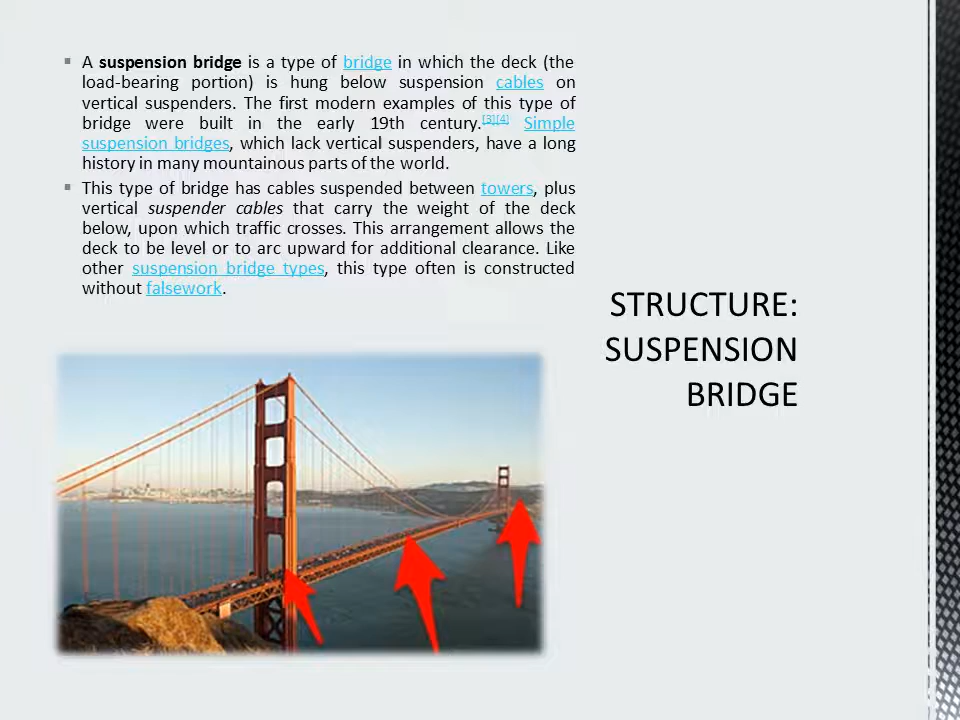 A suspension bridge is a type of bridge in which the deck (the
load-bearing portion) is hung below suspension cables on
vertical suspenders. The first modern examples of this type of
bridge were built in the early 19th century.[3][4] Simple
suspension bridges, which lack vertical suspenders, have a long
history in many mountainous parts of the world.
This type of bridge has cables suspended between towers, plus
vertical suspender cables that carry the weight of the deck
below, upon which traffic crosses. This arrangement allows the
deck to be level or to arc upward for additional clearance. Like
other suspension bridge types, this type often is constructed
without falsework.
STRUCTURE:
SUSPENSION
BRIDGE